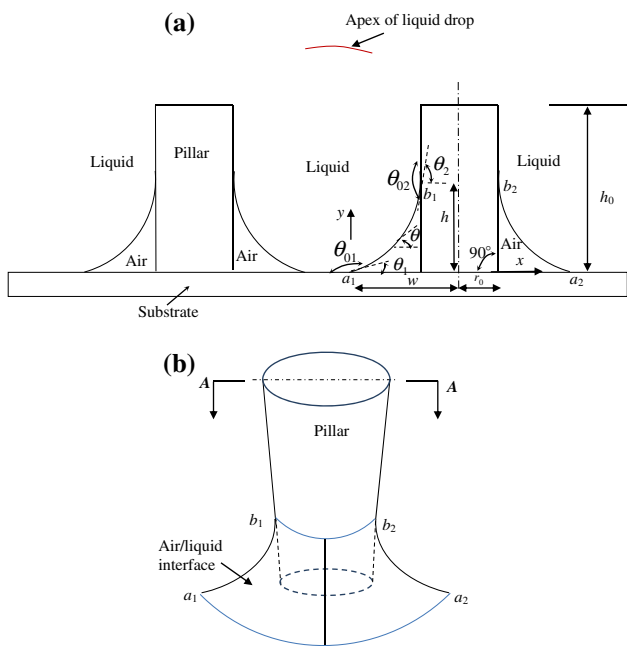 (a)
Apex of liquid drop
Liquid
Pillar
Liquid
Liquid
θ02
θ2
b1
b2
h0
y
h
Air
Air
θ01
θ
θ1
90°
Air
x
a1
w
r0
a2
Substrate
(b)
A
A
Pillar
b1
b2
Air/liquid
interface
a1
a2